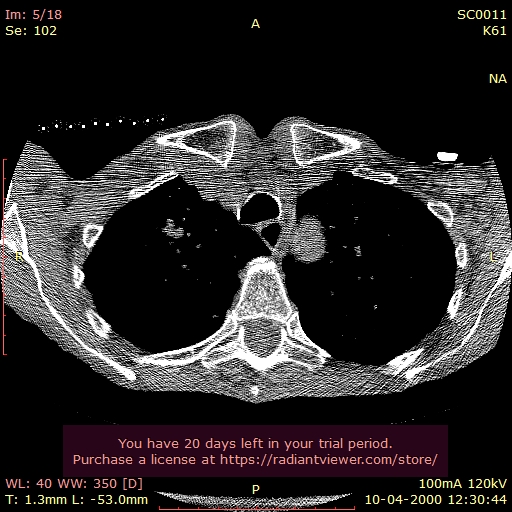 Im: 5/18
Se: 102
A
SC0011
K61
NA
R
L
You have 20 days left in your trial period.
Purchase a license at https://radiantviewer.com/store/
WL: 40 WW: 350 [D]
T: 1.3mm L: -53.0mm
P
100mA 120kV
10-04-2000 12:30:44